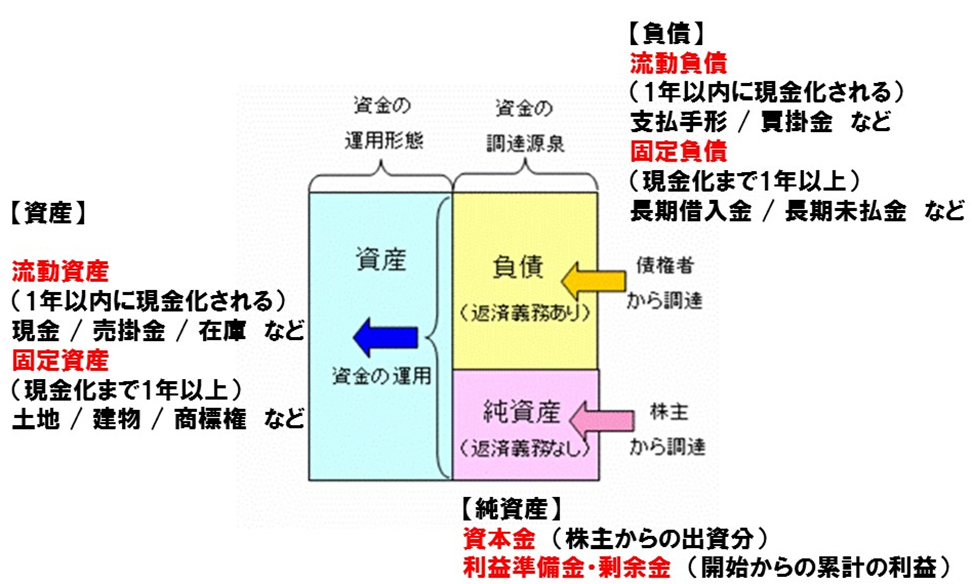 【負債】
流動負債
（1年以内に現金化される）
支払手形 / 買掛金 など
固定負債
（現金化まで1年以上）
長期借入金 / 長期未払金 など
資金の
運用形態
資金の
調達源泉
【資産】
流動資産
（1年以内に現金化される）
現金 / 売掛金 / 在庫 など
固定資産
（現金化まで1年以上）
土地 / 建物 / 商標権 など
資産
資金の運用
負債
（返済義務あり）
債権者
から調達
純資産
（返済義務なし）
株主
から調達
【純資産】
資本金 （株主からの出資分）
利益準備金・剰余金 （開始からの累計の利益）